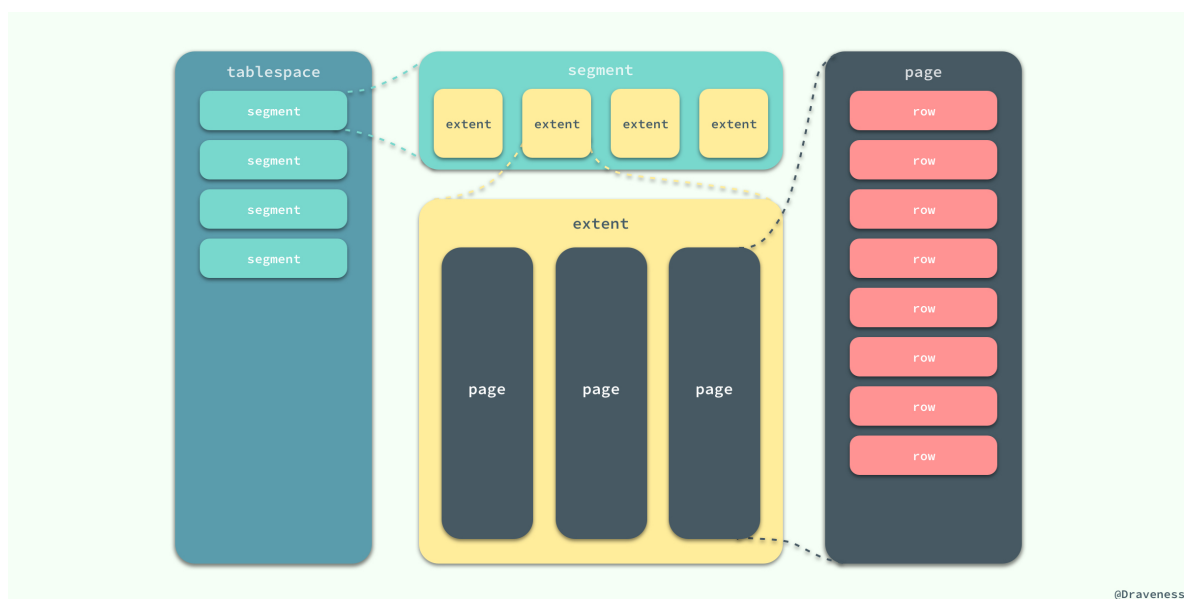 tablespace
segment
segment
segment
segment
segment
extent
extent
extent
extent
extent
page
page
page
page
row
row
row
row
row
row
row
row
@Draveness